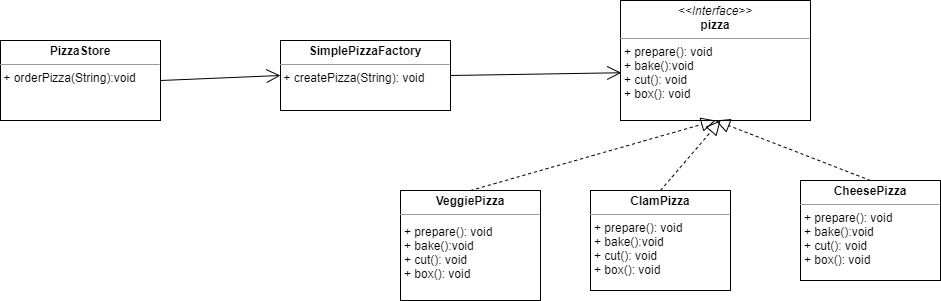 PizzaStore
+ orderPizza(String):void
SimplePizzaFactory
+ createPizza(String): void
<<Interface>>
pizza
+ prepare(): void
+ bake():void
+ cut(): void
+ box(): void
VeggiePizza
+ prepare(): void
+ bake():void
+ cut(): void
+ box(): void
ClamPizza
+ prepare(): void
+ bake():void
+ cut(): void
+ box(): void
CheesePizza
+ prepare(): void
+ bake():void
+ cut(): void
+ box(): void